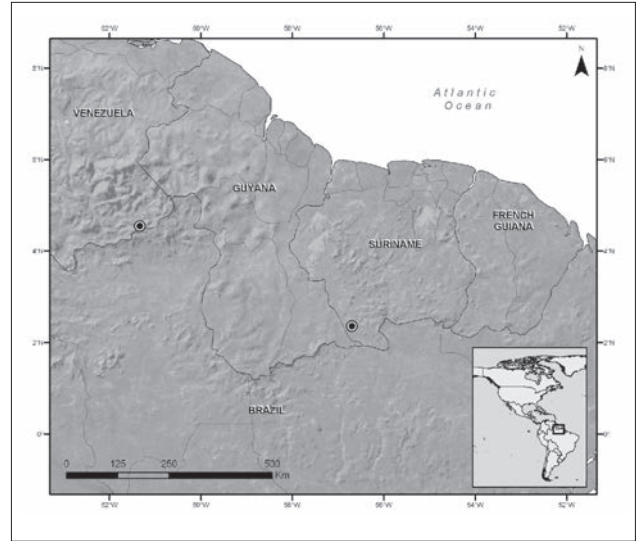 62°W 60°W 58°W 56°W 54°W 52°W
N
8°N 8°N
Atlantic
Ocean
VENEZUELA
6°N 6°N
GUYANA
FRENCH
GUIANA
SURINAME
4°N 4°N
2°N 2°N
BRAZIL
0° 0°
0 125 250 500
Km
62°W 60°W 58°W 56°W 54°W 52°W